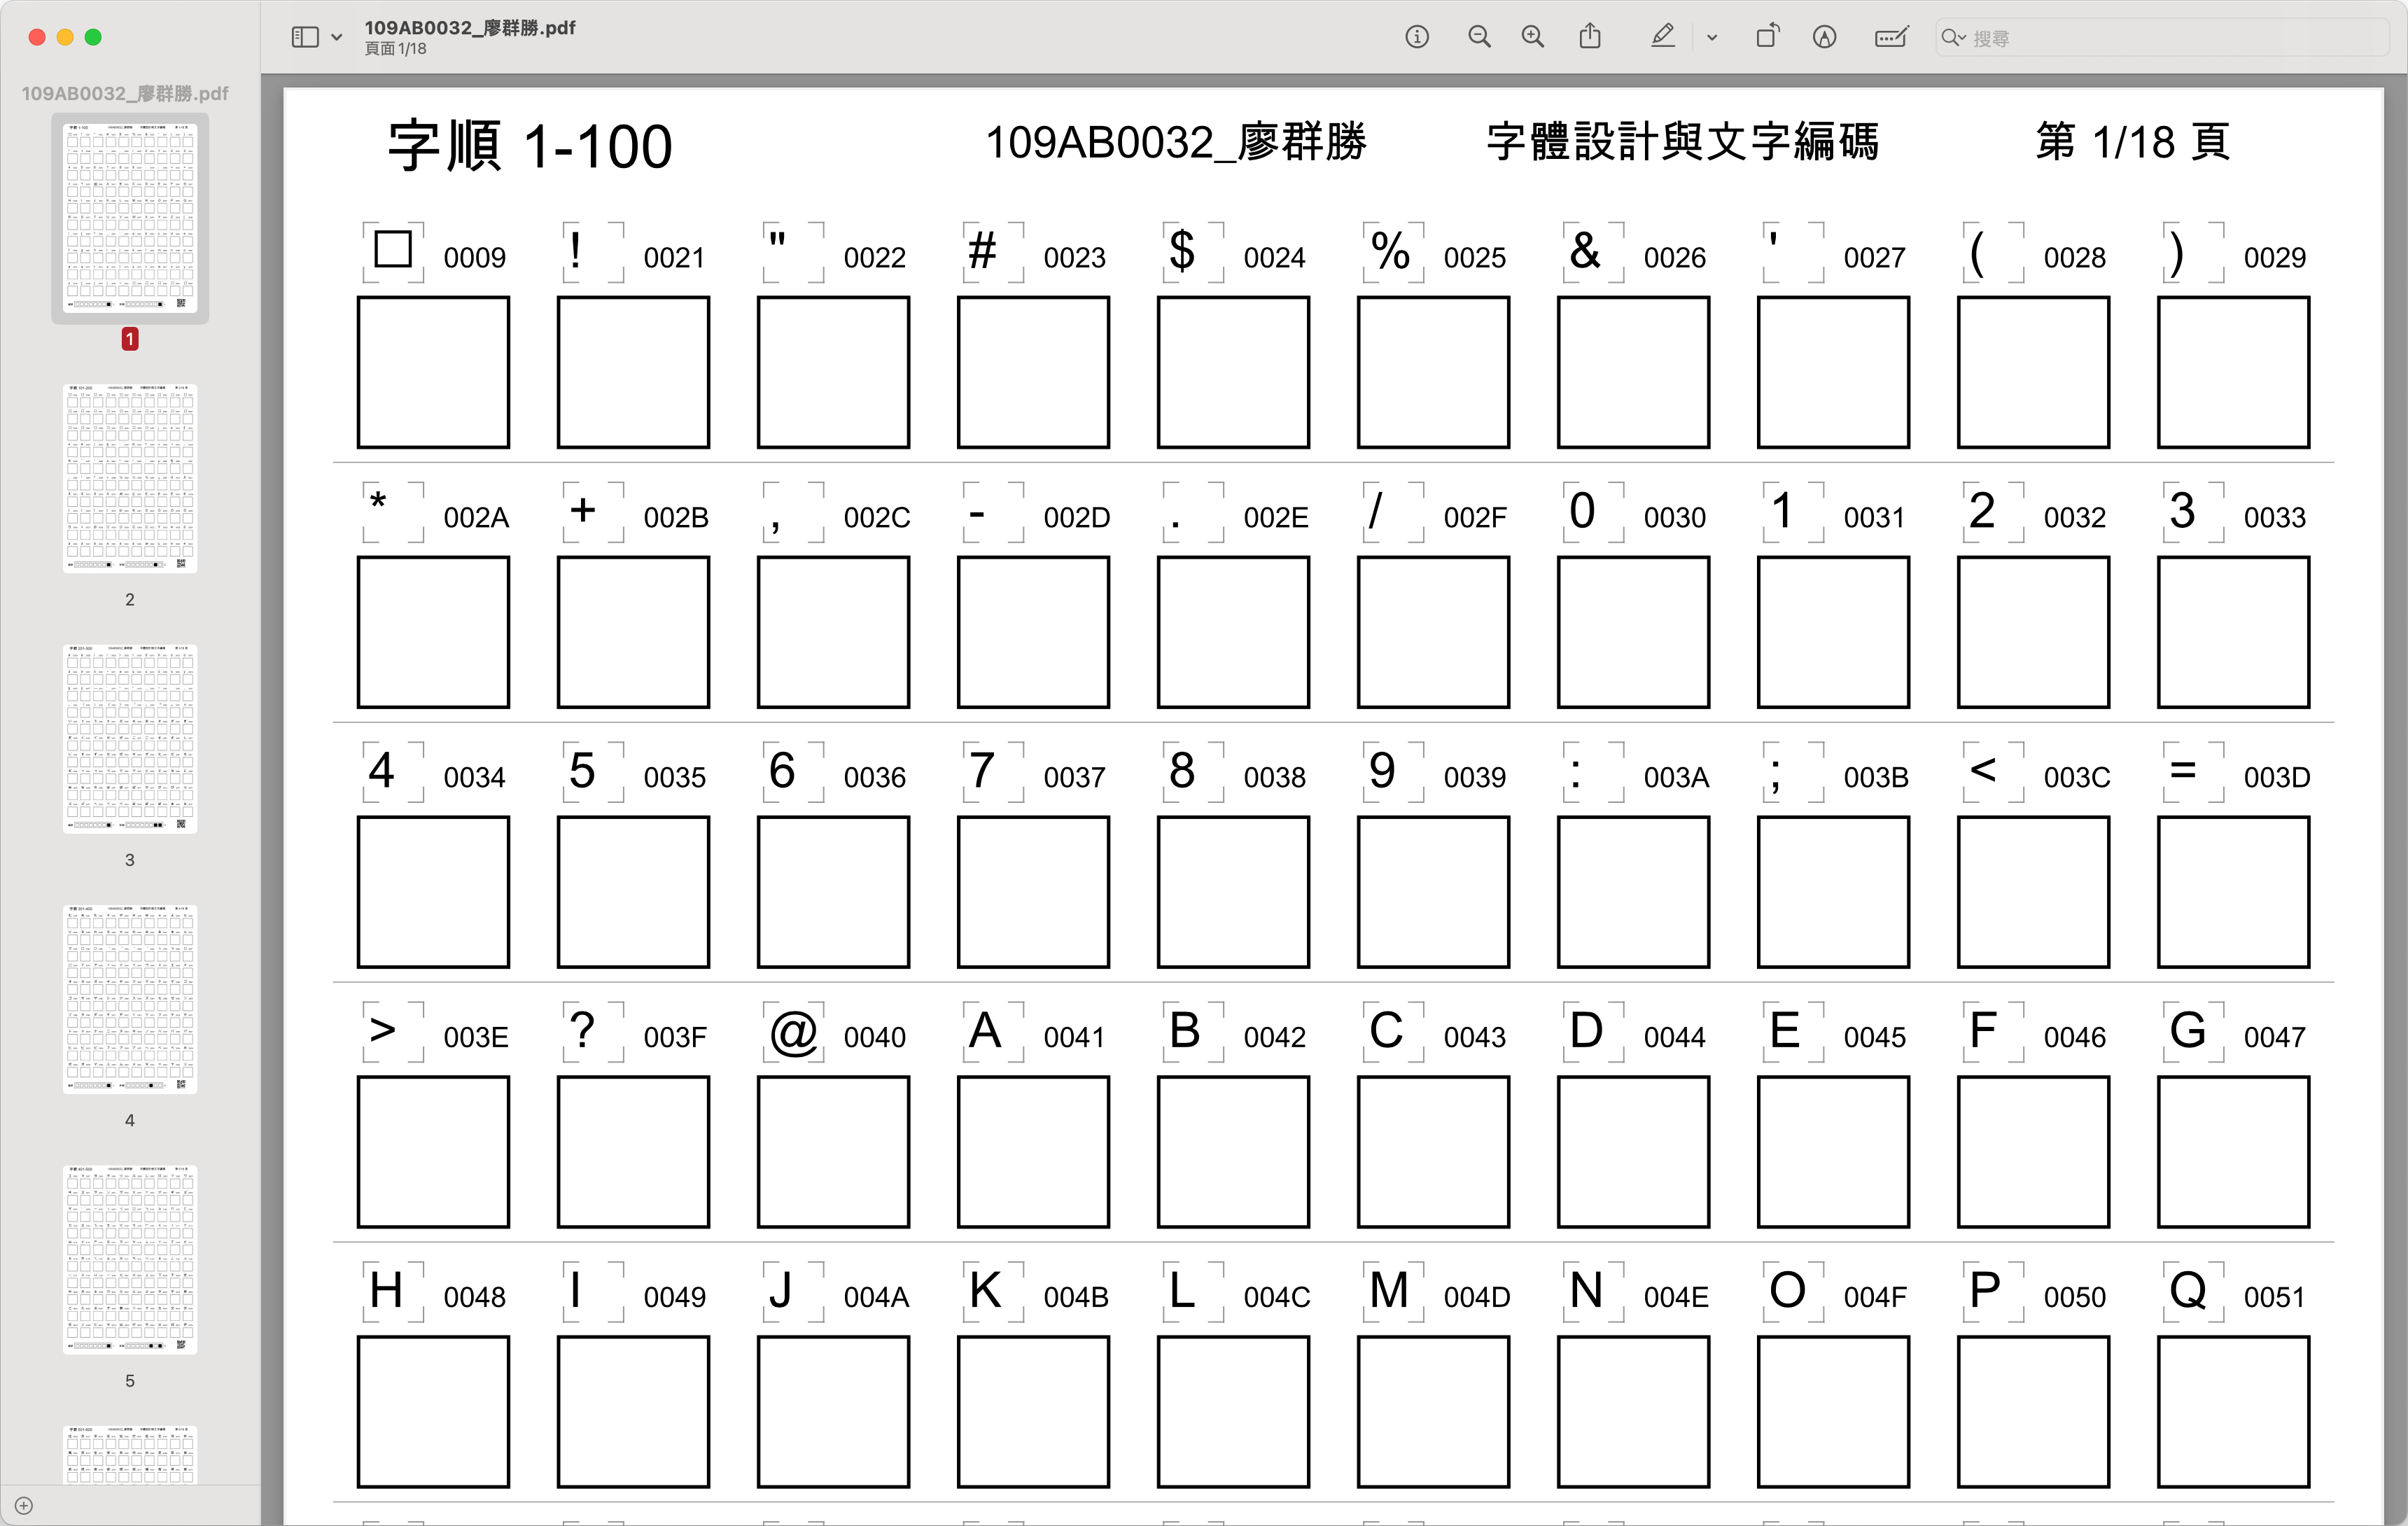 109AB0032_廖群勝.pdf
頁面 1/18
搜尋
109AB0032_廖群勝.pdf
1
2
3
4
5
字順 1-100 109AB0032_廖群勝 字體設計與文字編碼 第 1/18 頁
□ 0009 ! 0021 " 0022 # 0023 $ 0024 % 0025 & 0026 ' 0027 ( 0028 ) 0029
* 002A + 002B , 002C - 002D . 002E / 002F 0 0030 1 0031 2 0032 3 0033
4 0034 5 0035 6 0036 7 0037 8 0038 9 0039 : 003A ; 003B < 003C = 003D
> 003E ? 003F @ 0040 A 0041 B 0042 C 0043 D 0044 E 0045 F 0046 G 0047
H 0048 I 0049 J 004A K 004B L 004C M 004D N 004E O 004F P 0050 Q 0051